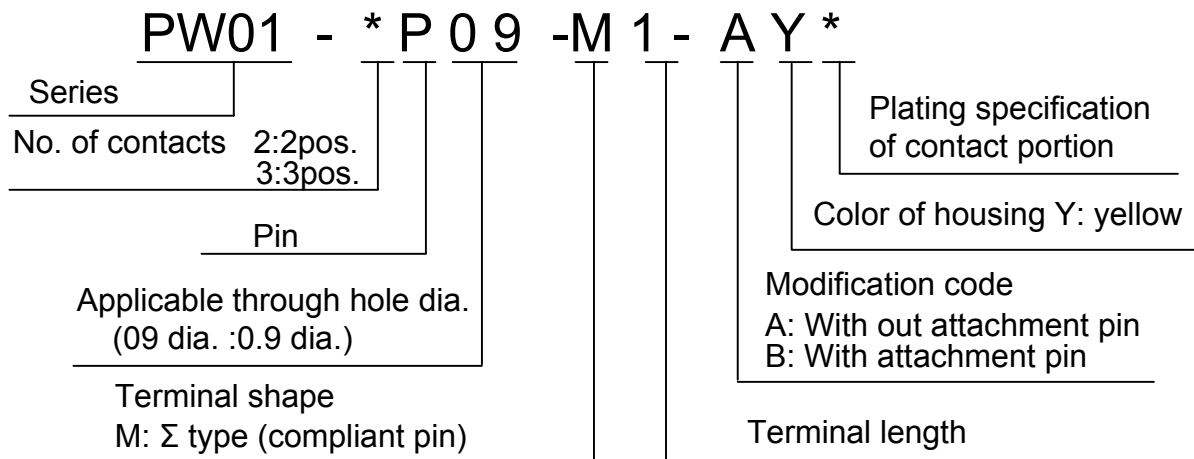 PW01 - * P 0 9 -M 1 - A Y *
Series
No. of contacts 2:2pos.
3:3pos.
Pin
Applicable through hole dia.
(09 dia. :0.9 dia.)
Terminal shape
M: Σ type (compliant pin)
Plating specification
of contact portion
Color of housing Y: yellow
Modification code
A: With out attachment pin
B: With attachment pin
Terminal length